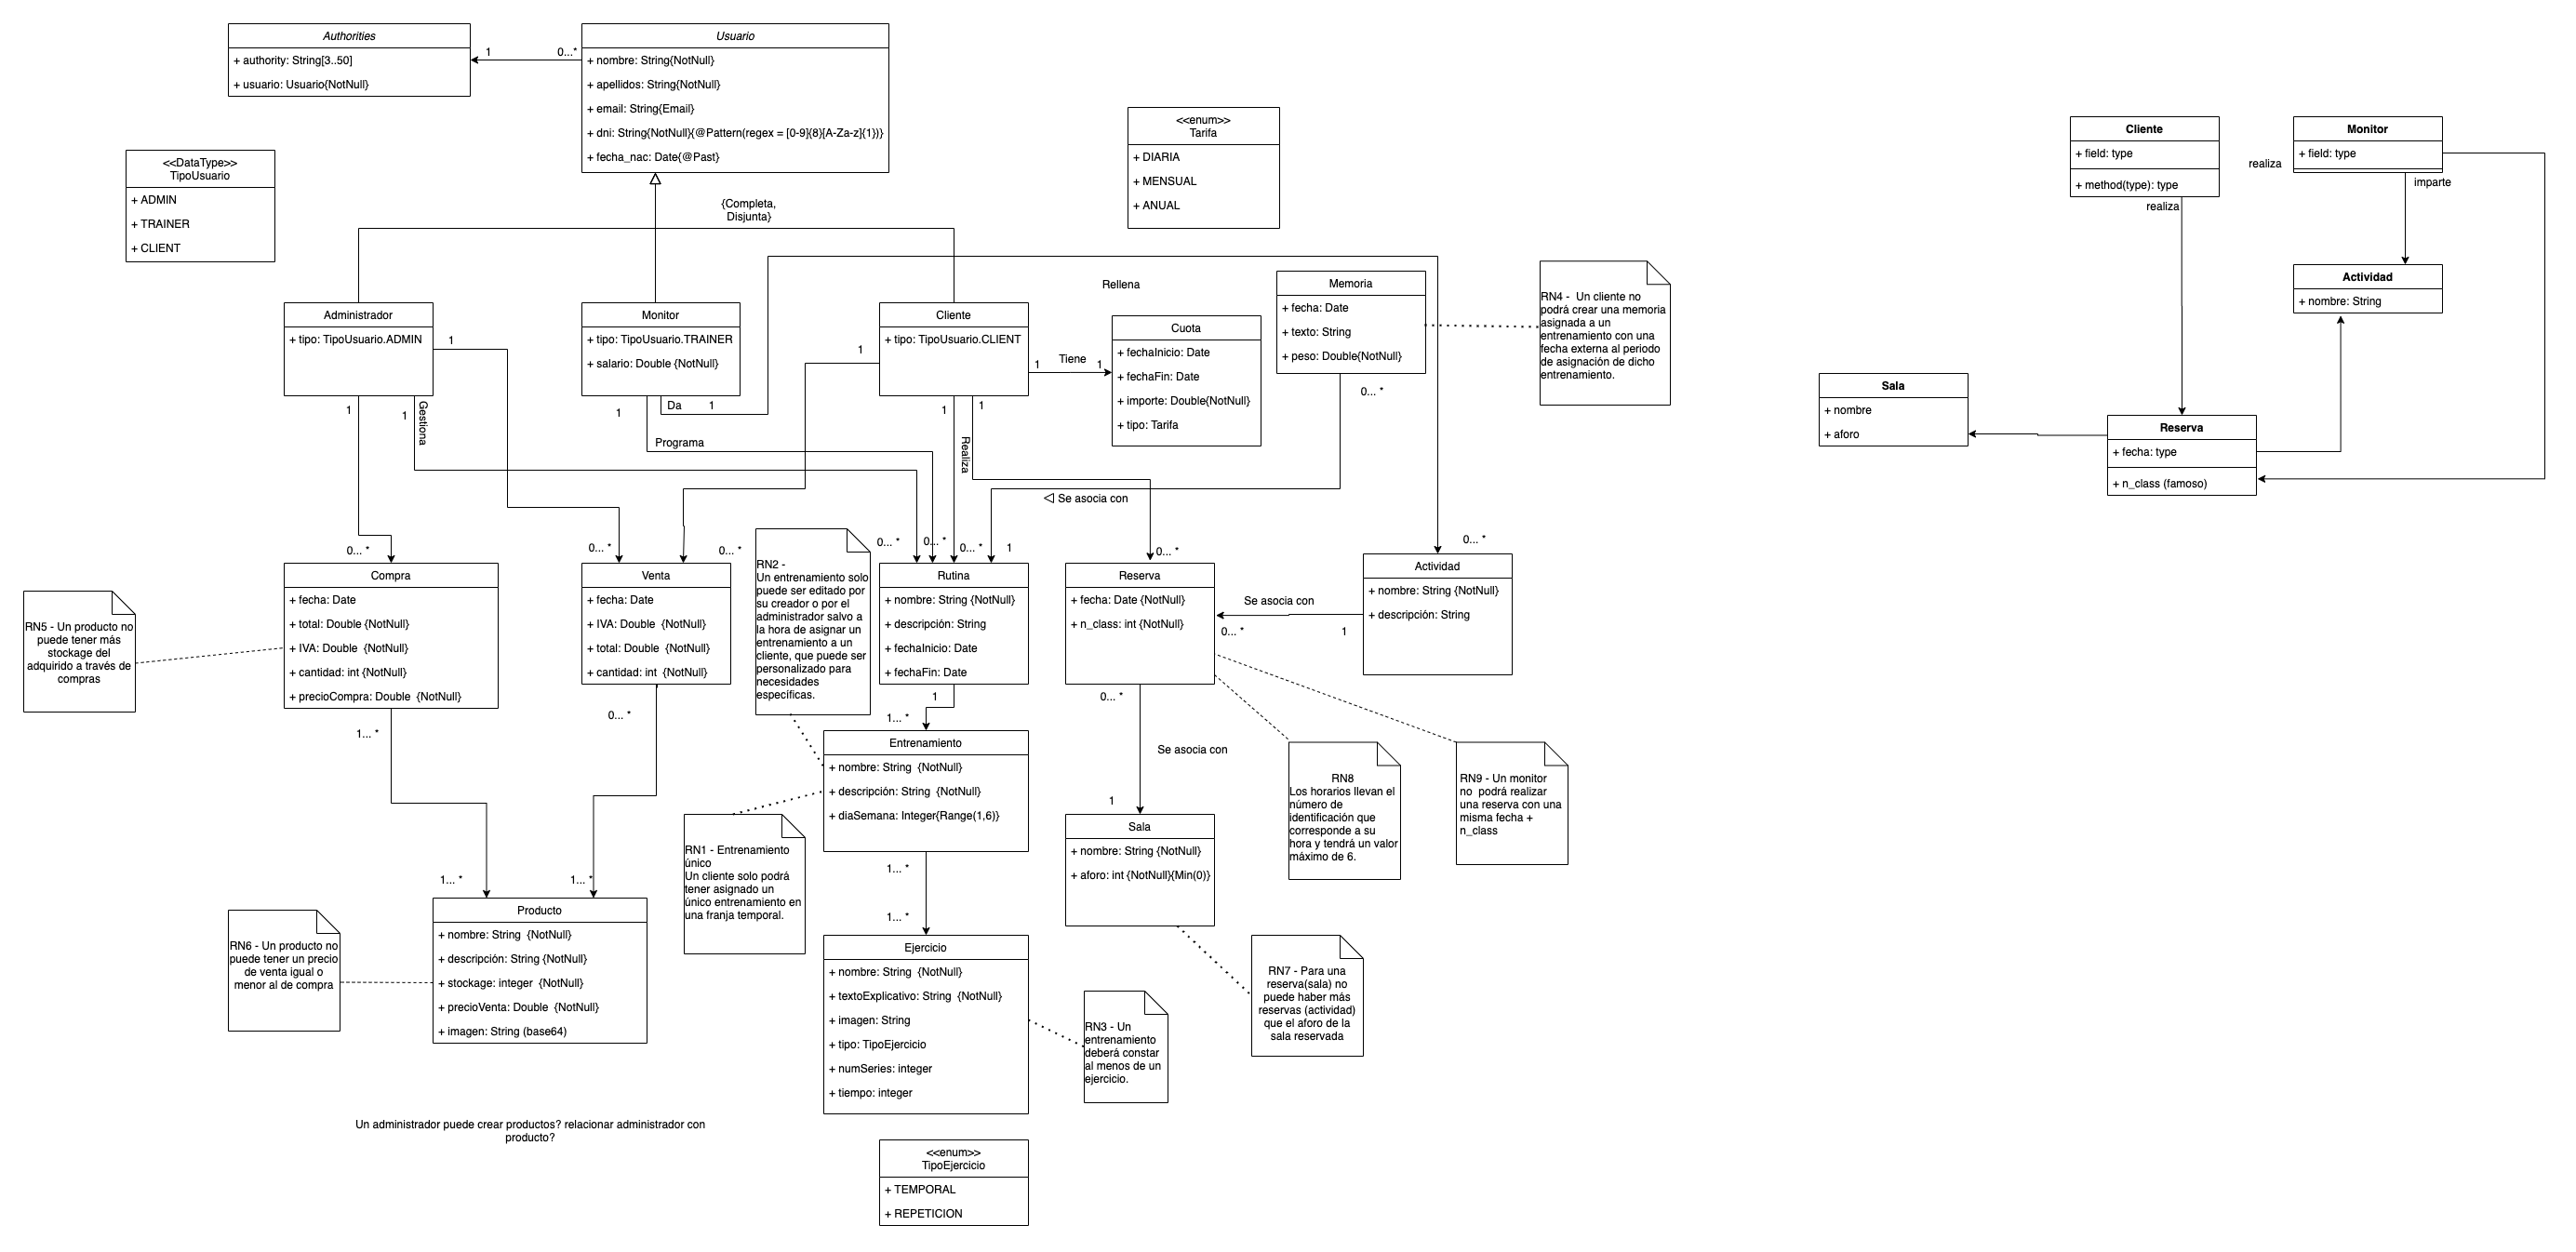 Authorities
+ authority: String[3..50]
+ usuario: Usuario{NotNull}
1
0...*
Usuario
+ nombre: String{NotNull}
+ apellidos: String{NotNull}
+ email: String{Email}
+ dni: String{NotNull}{@Pattern(regex = [0-9]{8}[A-Za-z]{1})}
+ fecha_nac: Date{@Past}
<<DataType>>
TipoUsuario
+ ADMIN
+ TRAINER
+ CLIENT
{Completa,
Disjunta}
<<enum>>
Tarifa
+ DIARIA
+ MENSUAL
+ ANUAL
Administrador
+ tipo: TipoUsuario.ADMIN
1
1
1
Gestiona
Monitor
+ tipo: TipoUsuario.TRAINER
+ salario: Double {NotNull}
1
Da
1
Programa
Cliente
+ tipo: TipoUsuario.CLIENT
1
1
1
Realiza
1
Tiene
1
Rellena
Cuota
+ fechaInicio: Date
+ fechaFin: Date
+ importe: Double{NotNull}
+ tipo: Tarifa
Memoria
+ fecha: Date
+ texto: String
+ peso: Double{NotNull}
0... *
RN4 -  Un cliente no
podrá crear una memoria
asignada a un
entrenamiento con una
fecha externa al periodo
de asignación de dicho
entrenamiento.
Se asocia con
0... *
0... *
0... *
0... *
0... *
0... *
1
0... *
0... *
Compra
+ fecha: Date
+ total: Double {NotNull}
+ IVA: Double  {NotNull}
+ cantidad: int {NotNull}
+ precioCompra: Double  {NotNull}
1... *
RN5 - Un producto no
puede tener más
stockage del
adquirido a través de
compras
Venta
+ fecha: Date
+ IVA: Double  {NotNull}
+ total: Double  {NotNull}
+ cantidad: int  {NotNull}
0... *
RN2 -
Un entrenamiento solo
puede ser editado por
su creador o por el
administrador salvo a
la hora de asignar un
entrenamiento a un
cliente, que puede ser
personalizado para
necesidades
específicas.
Rutina
+ nombre: String {NotNull}
+ descripción: String
+ fechaInicio: Date
+ fechaFin: Date
1
1... *
Reserva
+ fecha: Date {NotNull}
+ n_class: int {NotNull}
0... *
Se asocia con
0... *
1
Actividad
+ nombre: String {NotNull}
+ descripción: String
Entrenamiento
+ nombre: String  {NotNull}
+ descripción: String  {NotNull}
+ diaSemana: Integer{Range(1,6)}
1... *
1... *
Se asocia con
1
RN8
Los horarios llevan el
número de
identificación que
corresponde a su
hora y tendrá un valor
máximo de 6.
RN9 - Un monitor
no  podrá realizar
una reserva con una
misma fecha +
n_class
RN1 - Entrenamiento
único
Un cliente solo podrá
tener asignado un
único entrenamiento en
una franja temporal.
Sala
+ nombre: String {NotNull}
+ aforo: int {NotNull}{Min(0)}
1... *
1... *
Producto
+ nombre: String  {NotNull}
+ descripción: String {NotNull}
+ stockage: integer  {NotNull}
+ precioVenta: Double  {NotNull}
+ imagen: String (base64)
RN6 - Un producto no
puede tener un precio
de venta igual o
menor al de compra
Ejercicio
+ nombre: String  {NotNull}
+ textoExplicativo: String  {NotNull}
+ imagen: String
+ tipo: TipoEjercicio
+ numSeries: integer
+ tiempo: integer
RN3 - Un
entrenamiento
deberá constar
al menos de un
ejercicio.
RN7 - Para una
reserva(sala) no
puede haber más
reservas (actividad)
que el aforo de la
sala reservada
Un administrador puede crear productos? relacionar administrador con
producto?
<<enum>>
TipoEjercicio
+ TEMPORAL
+ REPETICION
Cliente
+ field: type
+ method(type): type
realiza
realiza
Monitor
+ field: type
imparte
Actividad
+ nombre: String
Sala
+ nombre
+ aforo
Reserva
+ fecha: type
+ n_class (famoso)